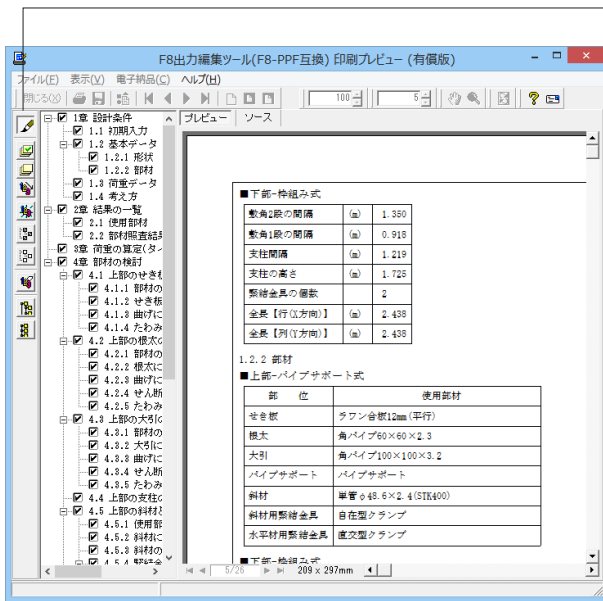 F8出力編集ツール(F8-PPF互換) 印刷プレビュー (有償版)
ファイル(F) 表示(V) 電子納品(C) ヘルプ(H)
閉じる(X) 100 5
プレビュー ソース
1章 設計条件
1.1 初期入力
1.2 基本データ
1.2.1 形状
1.2.2 部材
1.3 荷重データ
1.4 考え方
2章 結果の一覧
2.1 使用部材
2.2 部材照査結果
3章 荷重の算定(タイ
4章 部材の検討
4.1 上部のせき板
4.1.1 部材の
4.1.2 せき板
4.1.3 曲げに
4.1.4 たわみ
4.2 上部の根太の
4.2.1 部材の
4.2.2 根太に
4.2.3 曲げに
4.2.4 せん断
4.2.5 たわみ
4.3 上部の大引の
4.3.1 部材の
4.3.2 大引に
4.3.3 曲げに
4.3.4 せん断
4.3.5 たわみ
4.4 上部の支柱の
4.5 上部の斜材と
4.5.1 使用部
4.5.2 斜材に
4.5.3 斜材の
4.5.4 緊結金
■下部-枠組み式
敷角2段の間隔 (m) 1.350
敷角1段の間隔 (m) 0.918
支柱間隔 (m) 1.219
支柱の高さ (m) 1.725
緊結金具の個数 2
全長【行(X方向)】 (m) 2.438
全長【列(Y方向)】 (m) 2.438
1.2.2 部材
■上部-パイプサポート式
部 位 使用部材
せき板 ラワン合板12mm(平行)
根太 角パイプ60×60×2.3
大引 角パイプ100×100×3.2
パイプサポート パイプサポート
斜材 単管φ48.6×2.4(STK400)
斜材用緊結金具 自在型クランプ
水平材用緊結金具 直交型クランプ
■下部-枠組み式
5/26 209 x 297mm